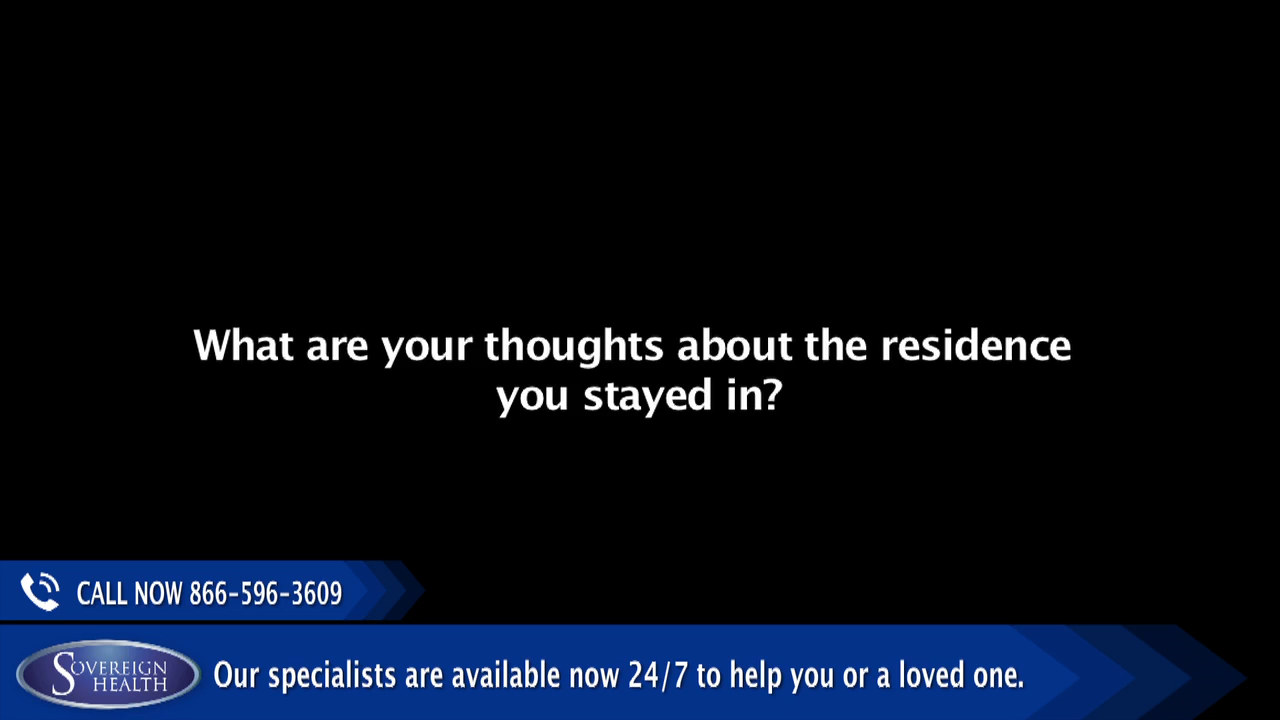 What are your thoughts about the residence
you stayed in?
CALL NOW 866-596-3609
SOVEREIGN
HEALTH
Our specialists are available now 24/7 to help you or a loved one.